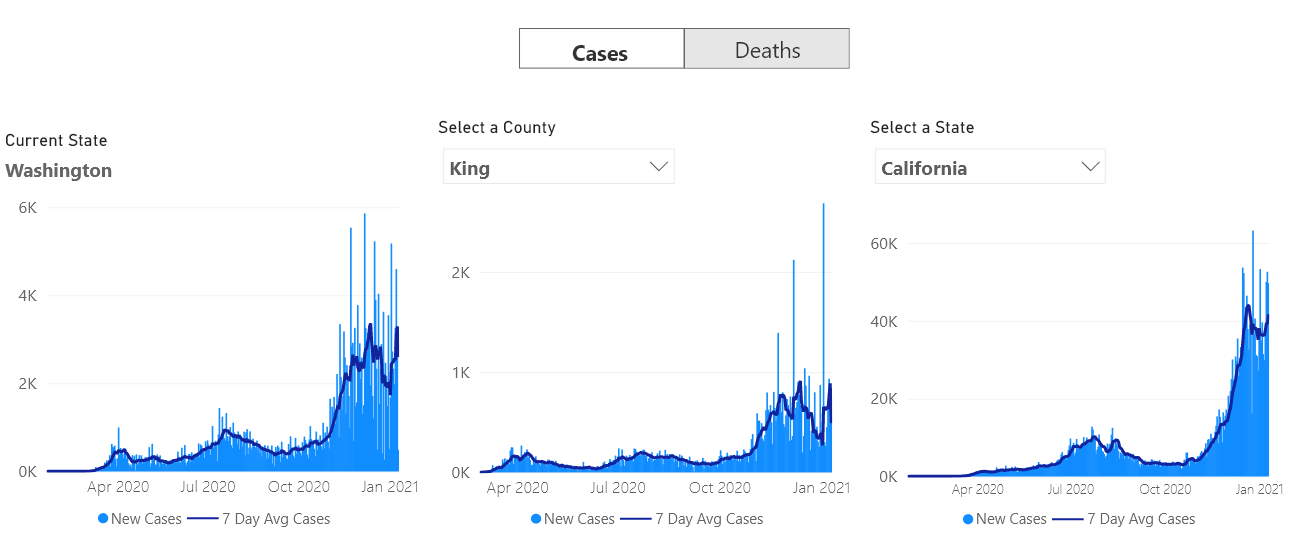 Cases Deaths
Current State
Washington
6K
4K
2K
0K
Apr 2020 Jul 2020 Oct 2020 Jan 2021
New Cases 7 Day Avg Cases
Select a County
King
2K
1K
0K
Apr 2020 Jul 2020 Oct 2020 Jan 2021
New Cases 7 Day Avg Cases
Select a State
California
60K
40K
20K
0K
Apr 2020 Jul 2020 Oct 2020 Jan 2021
New Cases 7 Day Avg Cases